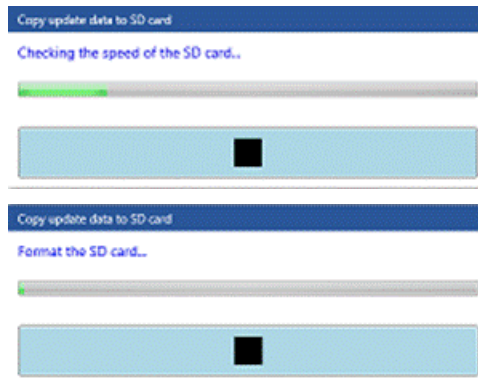 Copy update data to SD card
Checking the speed of the SD card...
Copy update data to SD card
Format the SD card...